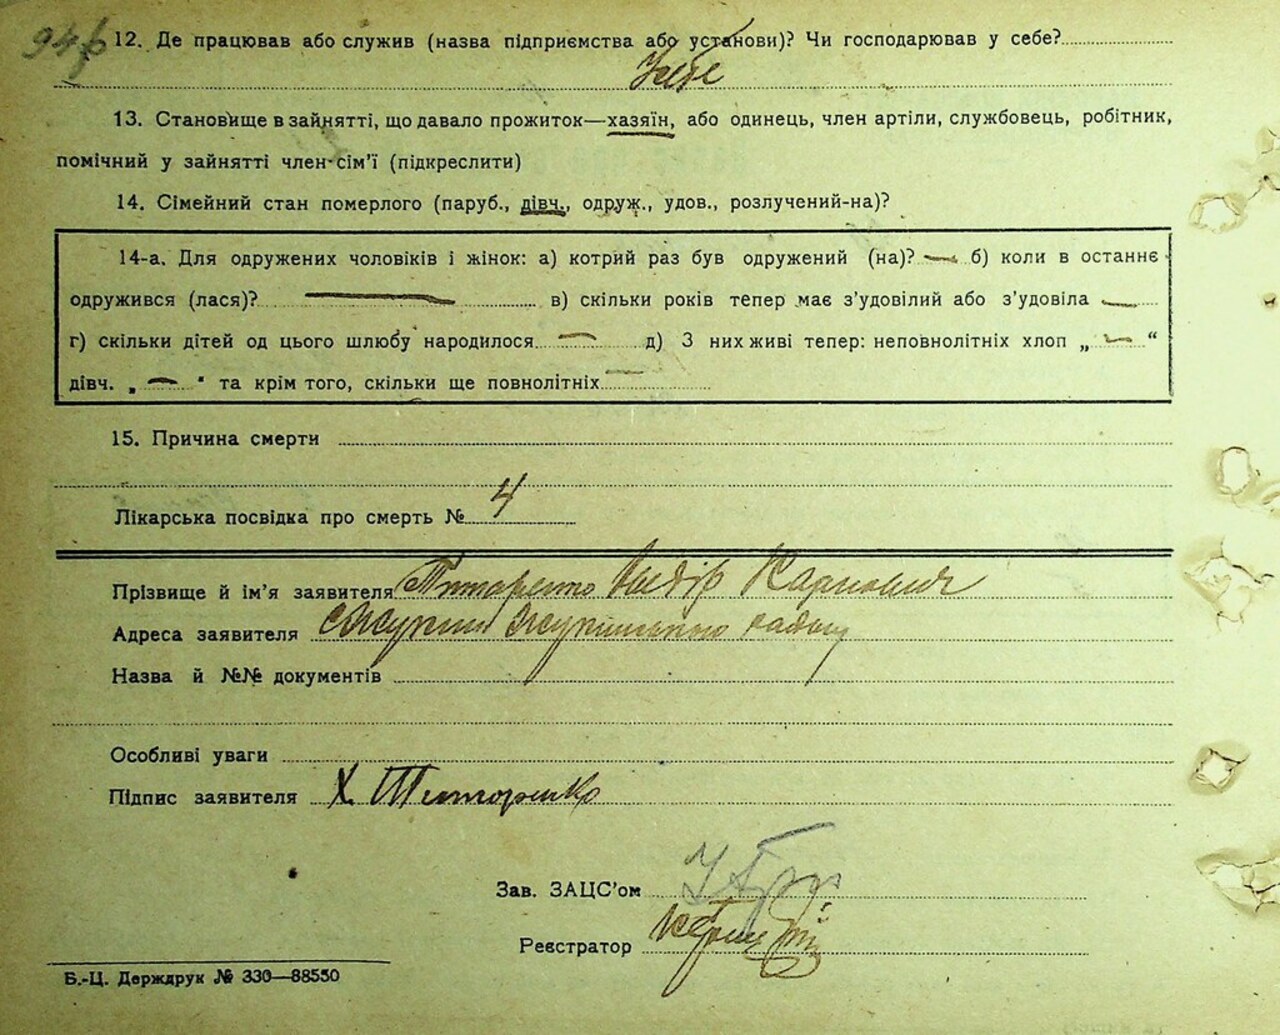 12. Де працював або служив (назва підприємства або установи)? Чи господарював у себе?
У себе
13. Становище в зайнятті, що давало прожиток—хазяїн, або одинець, член артіли, службовець, робітник,
помічний у зайнятті член-сім'ї (підкреслити)
14. Сімейний стан померлого (паруб., дівч., одруж., удов., розлучений-на)?
14-а. Для одружених чоловіків і жінок: а) котрий раз був одружений (на)? — б) коли в останнє
одружився (лася)? — в) скільки років тепер має з'удовілий або з'удовіла —
г) скільки дітей од цього шлюбу народилося — д) З них живі тепер: неповнолітніх хлоп „ — “
дівч. „ — " та крім того, скільки ще повнолітніх —
15. Причина смерти
Лікарська посвідка про смерть № 4
Прізвище й ім'я заявителя Титаренко Карпович
Адреса заявителя
Назва й №№ документів
Особливі уваги
Підпис заявителя Х. Титаренко
Зав. ЗАЦС'ом
Реєстратор
Б.-Ц. Держдрук № 330—88550